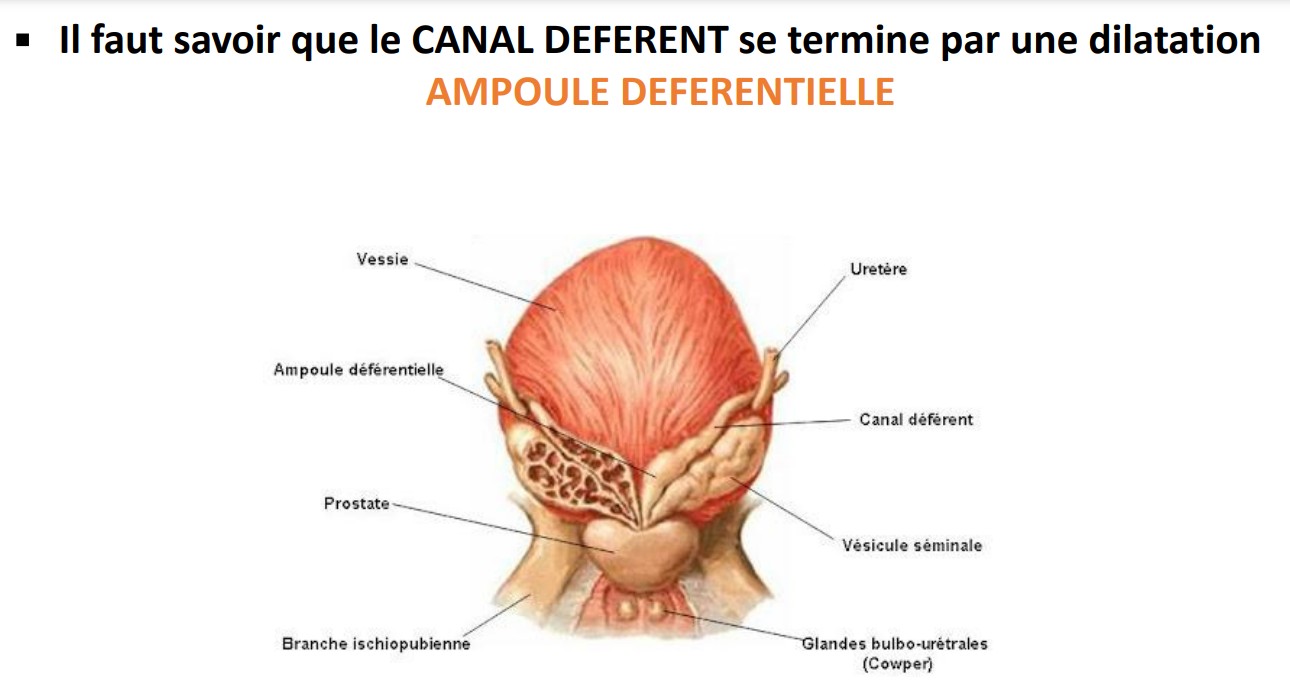 ▪ Il faut savoir que le CANAL DEFERENT se termine par une dilatation
AMPOULE DEFERENTIELLE
Vessie
Uretère
Ampoule déférentielle
Canal déférent
Prostate
Vésicule séminale
Branche ischiopubienne
Glandes bulbo-urétrales
(Cowper)